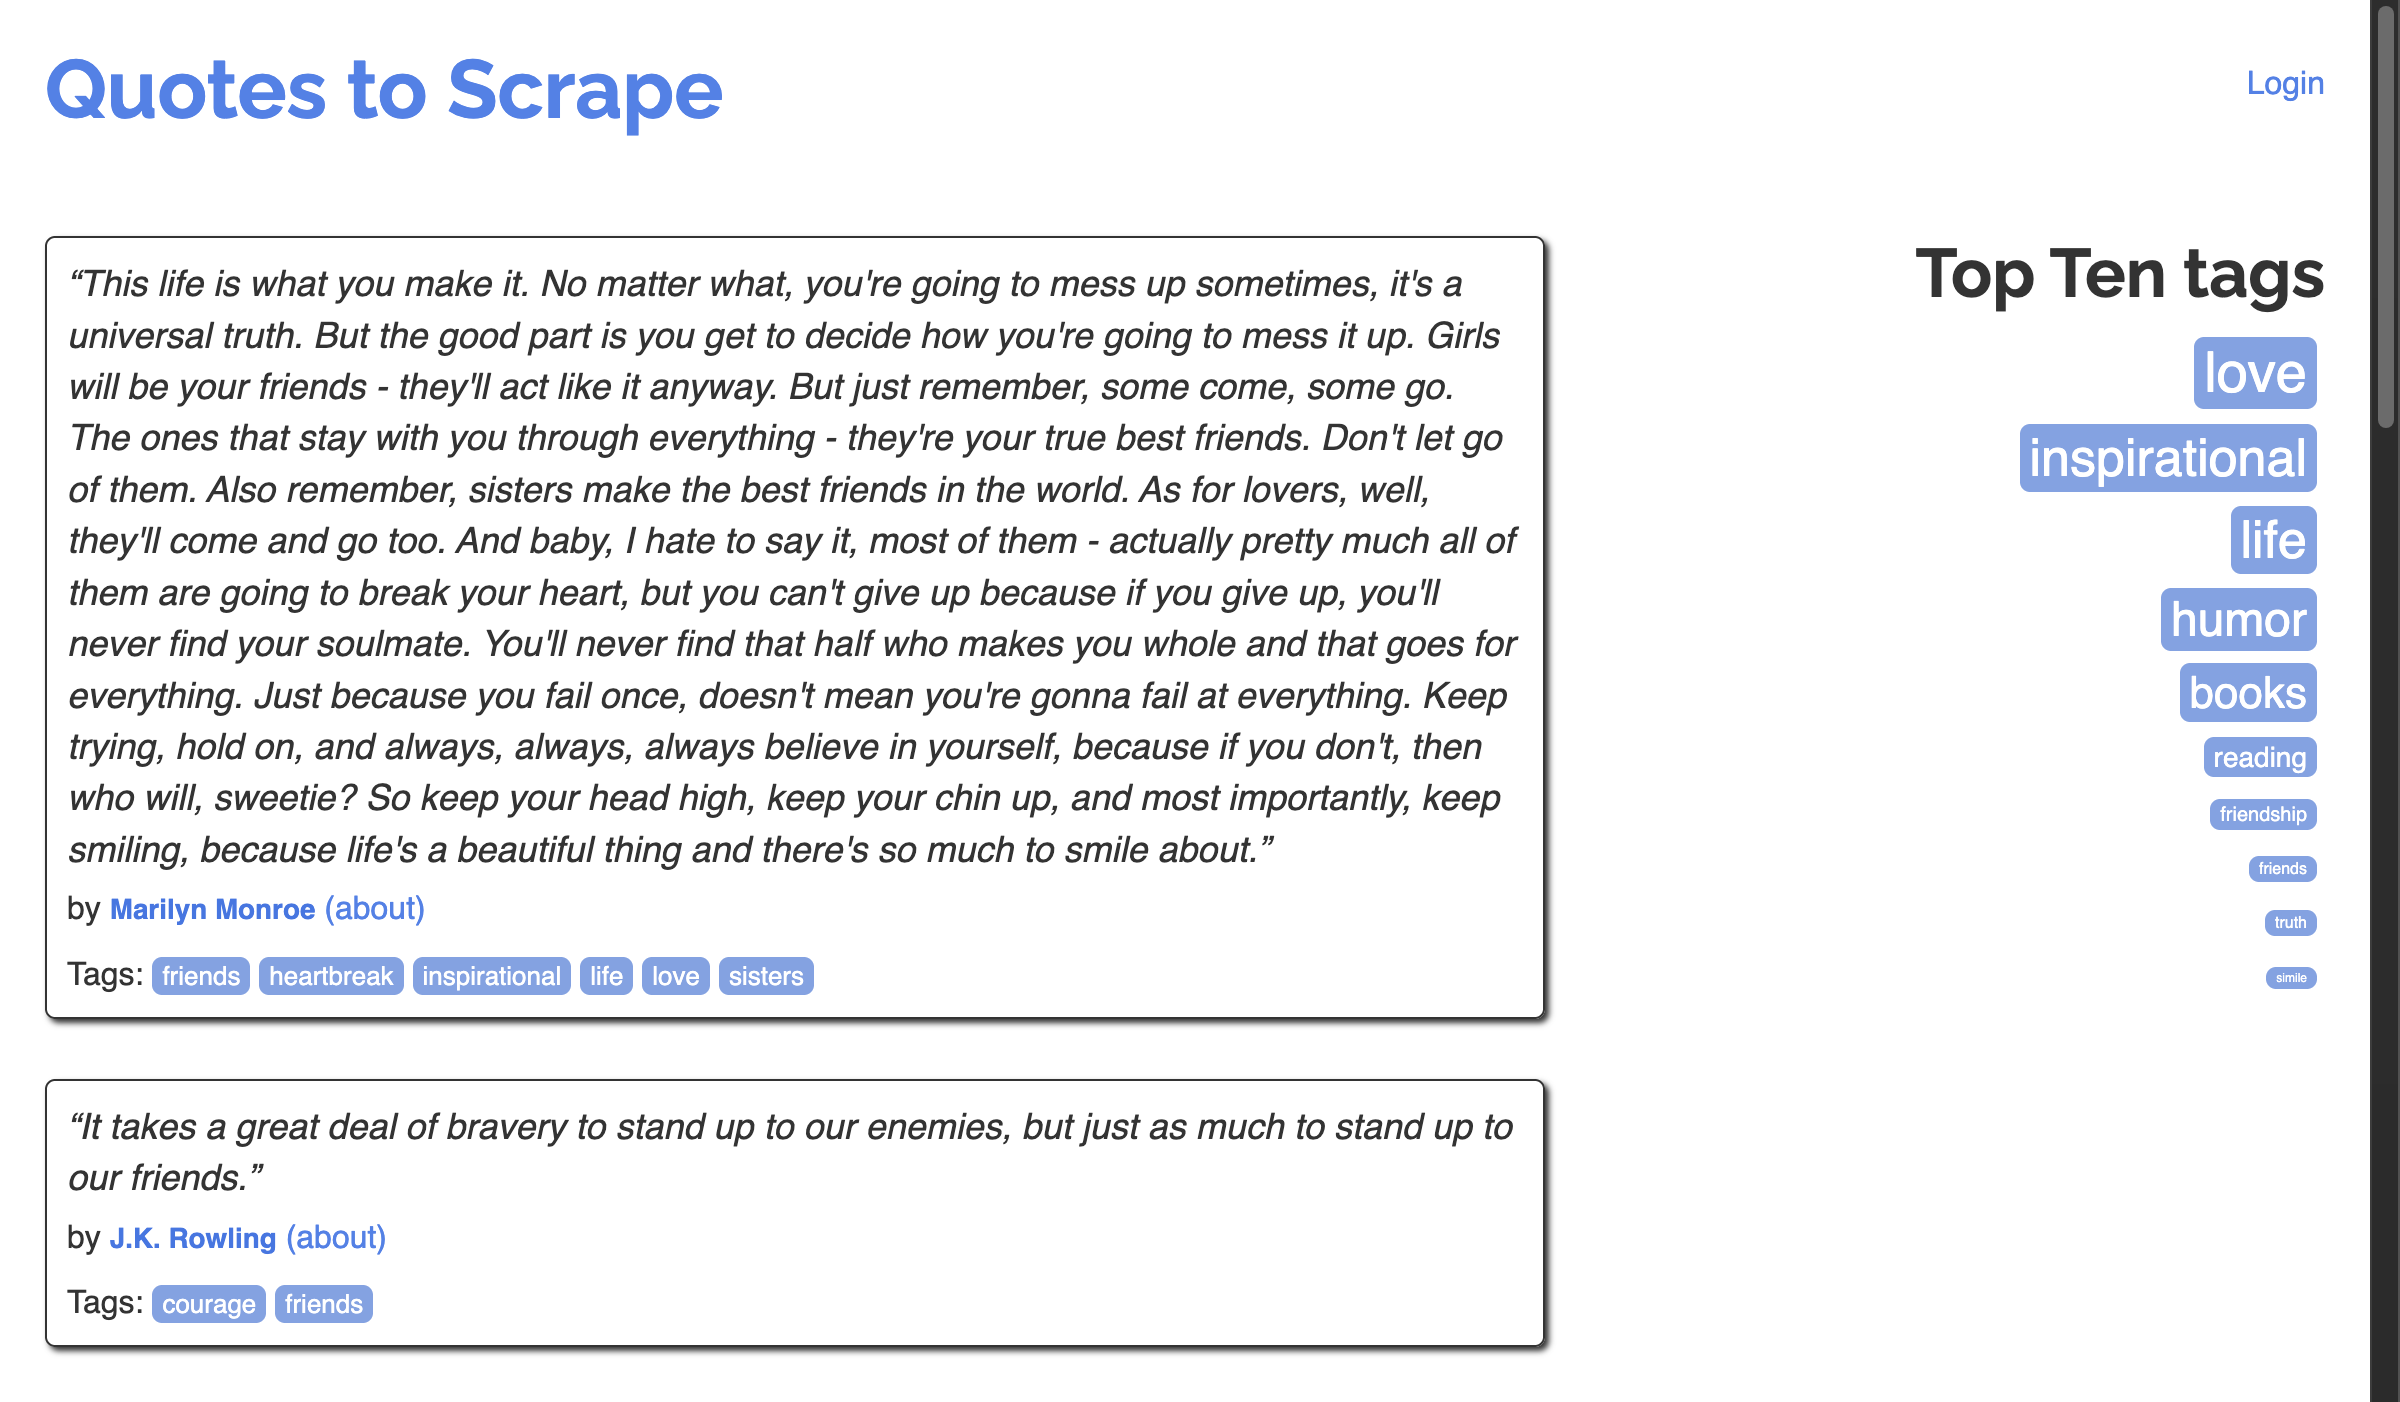 Quotes to Scrape
Login
“This life is what you make it. No matter what, you're going to mess up sometimes, it's a
universal truth. But the good part is you get to decide how you're going to mess it up. Girls
will be your friends - they'll act like it anyway. But just remember, some come, some go.
The ones that stay with you through everything - they're your true best friends. Don't let go
of them. Also remember, sisters make the best friends in the world. As for lovers, well,
they'll come and go too. And baby, I hate to say it, most of them - actually pretty much all of
them are going to break your heart, but you can't give up because if you give up, you'll
never find your soulmate. You'll never find that half who makes you whole and that goes for
everything. Just because you fail once, doesn't mean you're gonna fail at everything. Keep
trying, hold on, and always, always, always believe in yourself, because if you don't, then
who will, sweetie? So keep your head high, keep your chin up, and most importantly, keep
smiling, because life's a beautiful thing and there's so much to smile about.”
by Marilyn Monroe (about)
Tags: friends heartbreak inspirational life love sisters
“It takes a great deal of bravery to stand up to our enemies, but just as much to stand up to
our friends.”
by J.K. Rowling (about)
Tags: courage friends
Top Ten tags
love
inspirational
life
humor
books
reading
friendship
friends
truth
simile